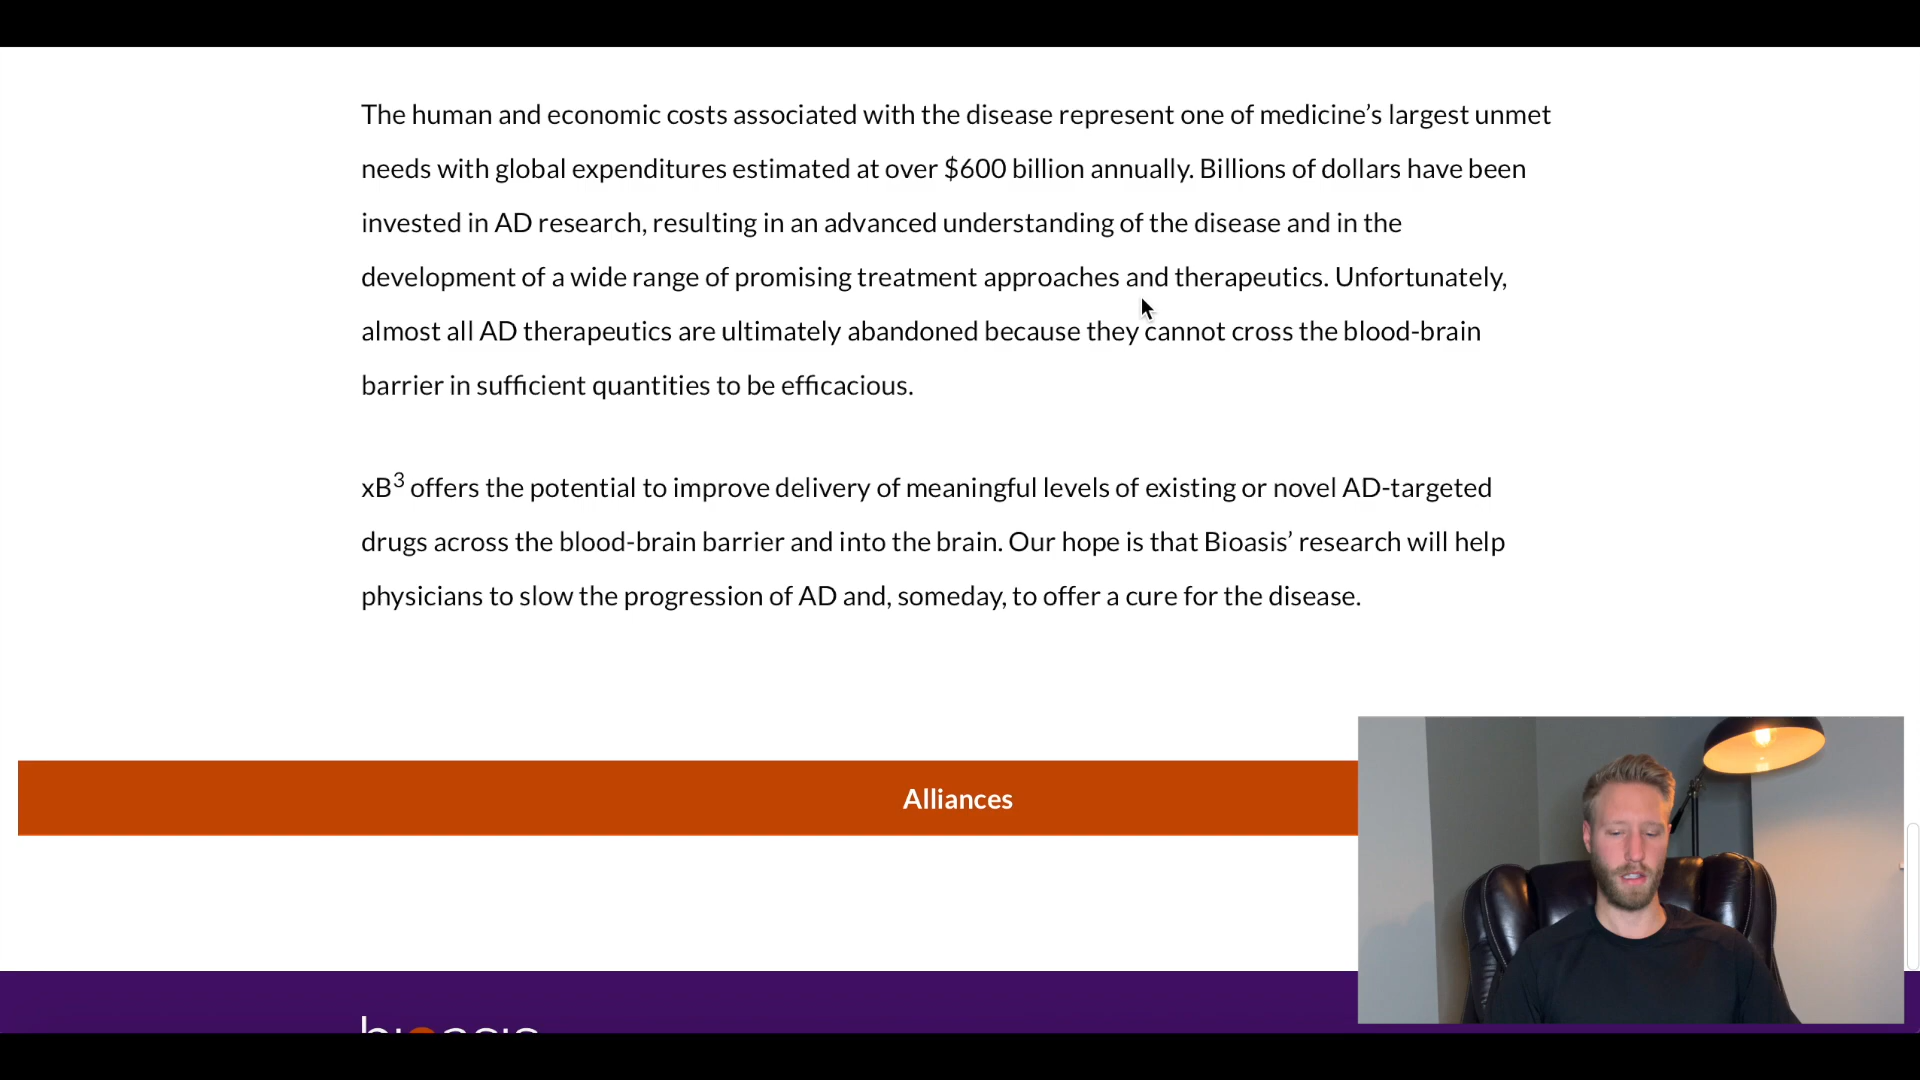 The human and economic costs associated with the disease represent one of medicine’s largest unmet
needs with global expenditures estimated at over $600 billion annually. Billions of dollars have been
invested in AD research, resulting in an advanced understanding of the disease and in the
development of a wide range of promising treatment approaches and therapeutics. Unfortunately,
almost all AD therapeutics are ultimately abandoned because they cannot cross the blood-brain
barrier in sufficient quantities to be efficacious.
xB³ offers the potential to improve delivery of meaningful levels of existing or novel AD-targeted
drugs across the blood-brain barrier and into the brain. Our hope is that Bioasis’ research will help
physicians to slow the progression of AD and, someday, to offer a cure for the disease.
Alliances